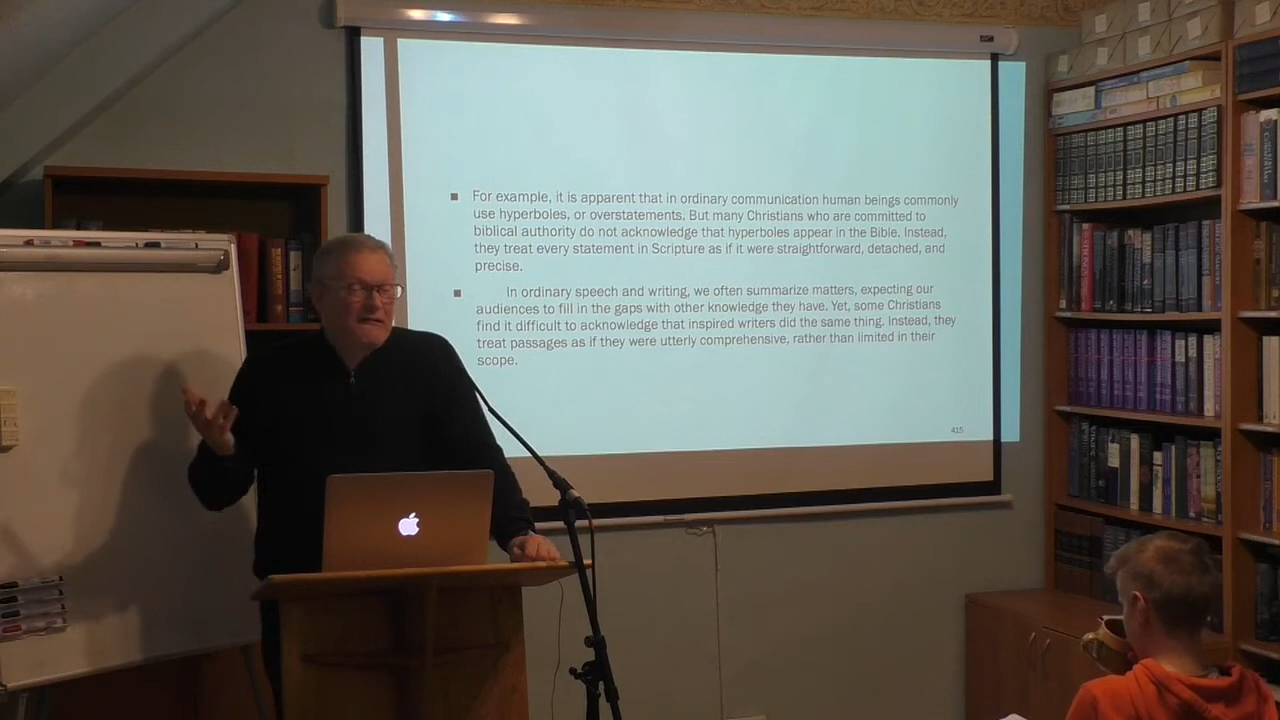 For example, it is apparent that in ordinary communication human beings commonly
use hyperboles, or overstatements. But many Christians who are committed to
biblical authority do not acknowledge that hyperboles appear in the Bible. Instead,
they treat every statement in Scripture as if it were straightforward, detached, and
precise.
In ordinary speech and writing, we often summarize matters, expecting our
audiences to fill in the gaps with other knowledge they have. Yet, some Christians
find it difficult to acknowledge that inspired writers did the same thing. Instead, they
treat passages as if they were utterly comprehensive, rather than limited in their
scope.
415